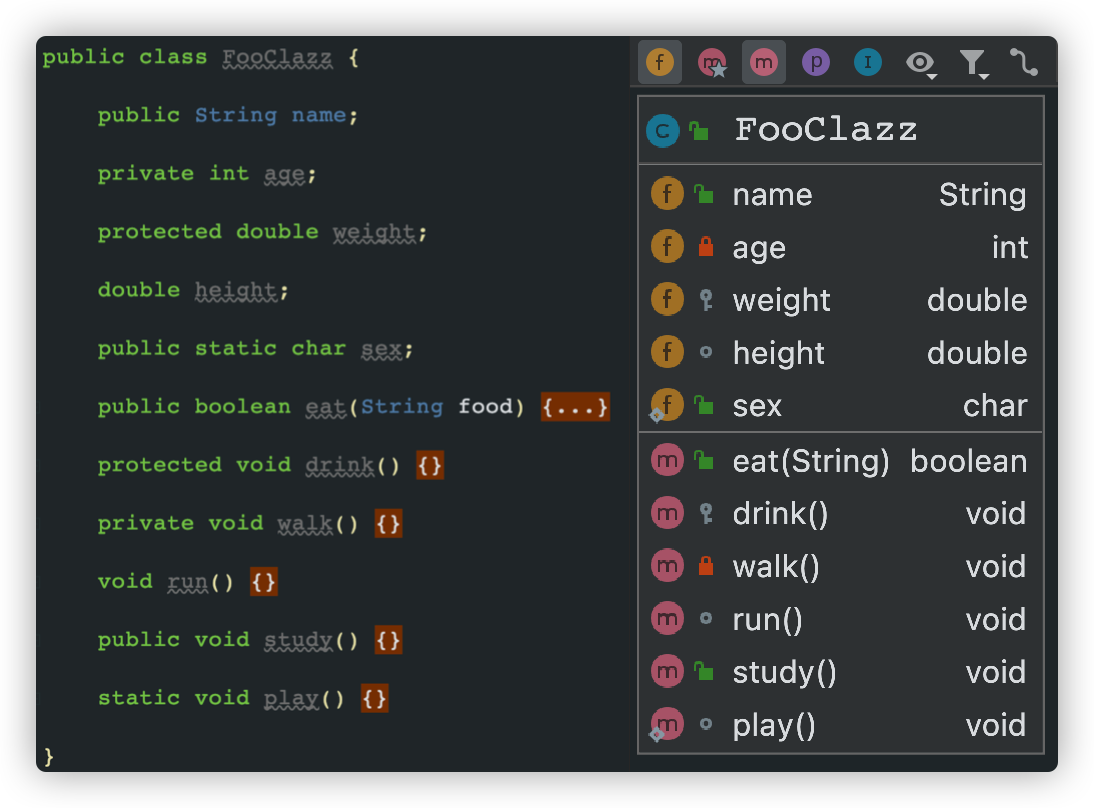 public class FooClazz {
public String name;
private int age;
protected double weight;
double height;
public static char sex;
public boolean eat(String food) {...}
protected void drink() {}
private void walk() {}
void run() {}
public void study() {}
static void play() {}
}
f m m p I
C FooClazz
f name String
f age int
f weight double
f height double
f sex char
m eat(String) boolean
m drink() void
m walk() void
m run() void
m study() void
m play() void